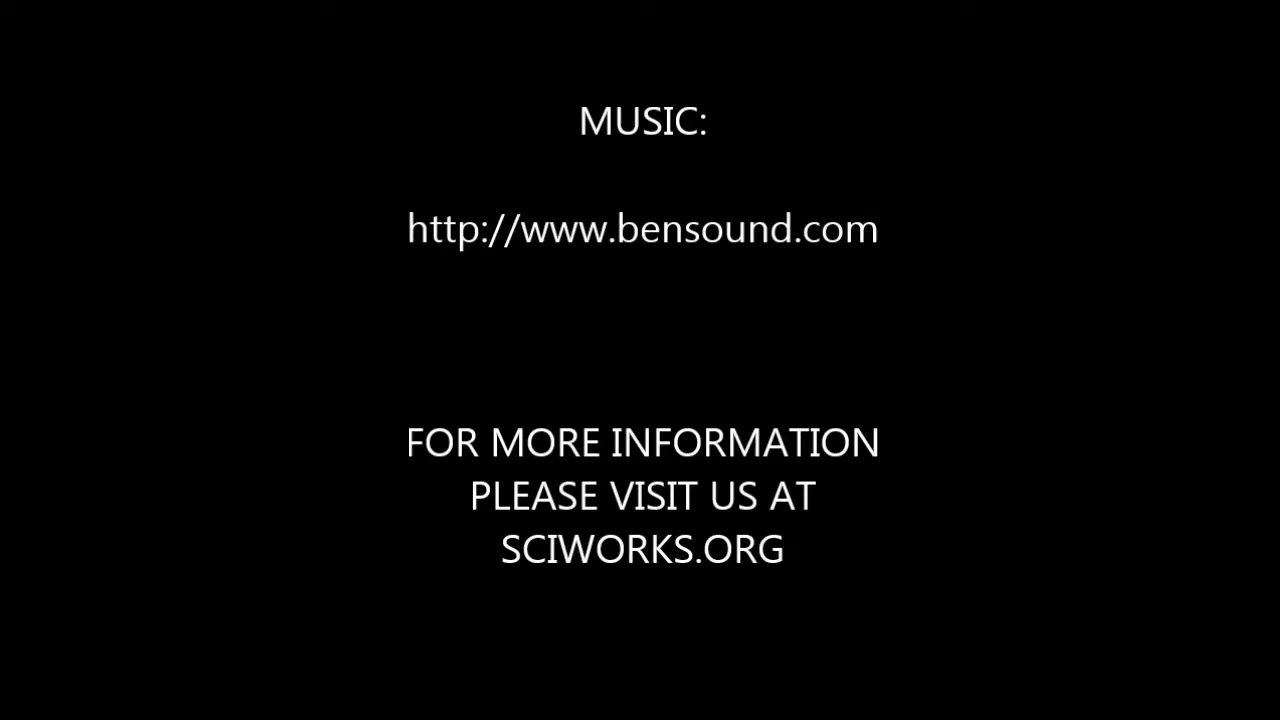 MUSIC:
http://www.bensound.com
FOR MORE INFORMATION
PLEASE VISIT US AT
SCIWORKS.ORG